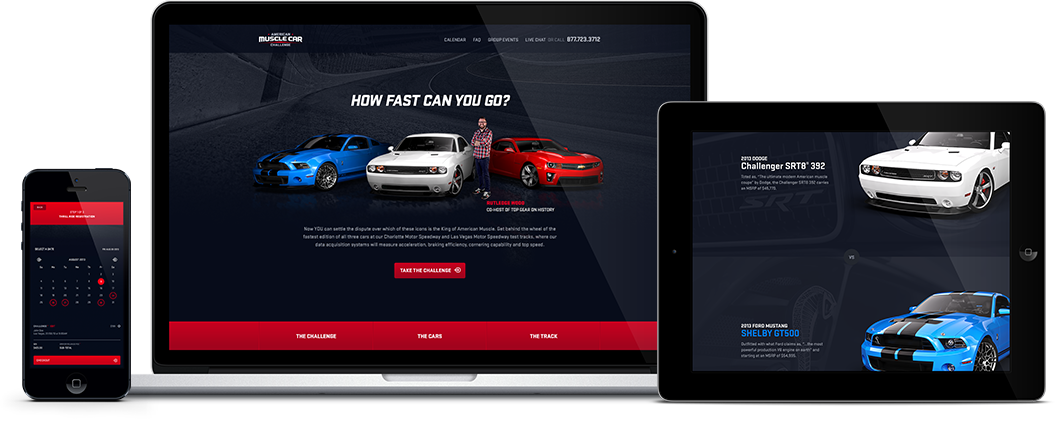 AMERICAN
MUSCLE CAR
CHALLENGE
CALENDAR FAQ GROUP EVENTS LIVE CHAT OR CALL 877.723.3712
HOW FAST CAN YOU GO?
RUTLEDGE WOOD
CO-HOST OF TOP GEAR ON HISTORY
Now YOU can settle the dispute over which of these icons is the King of American Muscle. Get behind the wheel of the
fastest edition of all three cars at our Charlotte Motor Speedway and Las Vegas Motor Speedway test tracks, where our
data acquisition systems will measure acceleration, braking efficiency, cornering capability and top speed.
TAKE THE CHALLENGE
THE CHALLENGE THE CARS THE TRACK
STEP 1 OF 3
THRILL RIDE REGISTRATION
SELECT A DATE
AUGUST 2013
CHECKOUT
2013 DODGE
Challenger SRT8® 392
Touted as, "The ultimate modern American muscle
coupe" by Dodge, the Challenger SRT8 392 carries
an MSRP of $46,775.
SRT
VS
2013 FORD MUSTANG
SHELBY GT500
Outfitted with what Ford claims as, "...the most
powerful production V8 engine on earth" and starting
at an MSRP of $54,995.